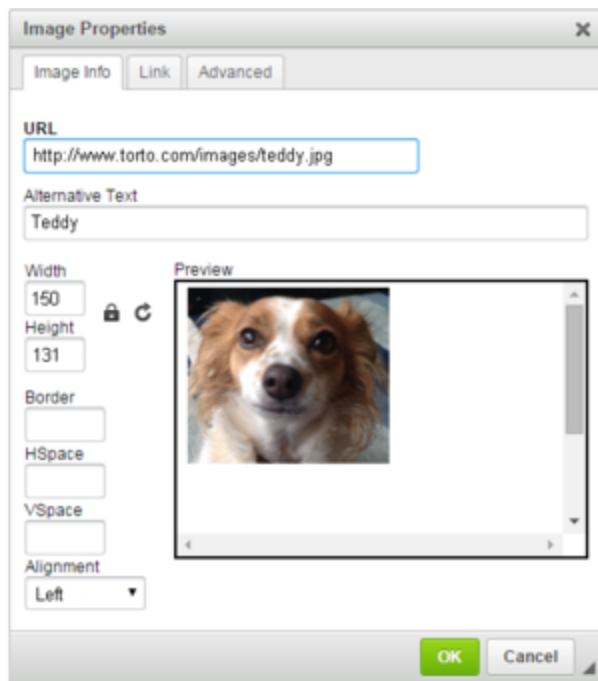 Image Properties
Image Info Link Advanced
URL
http://www.torto.com/images/teddy.jpg
Alternative Text
Teddy
Width
150
Height
131
Border
HSpace
VSpace
Alignment
Left
Preview
OK Cancel